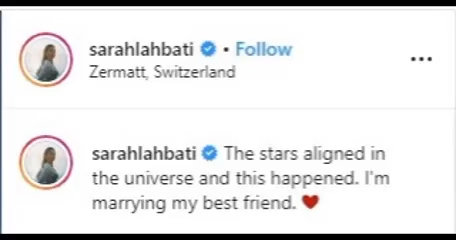 sarahlahbati • Follow
Zermatt, Switzerland
sarahlahbati The stars aligned in
the universe and this happened. I'm
marrying my best friend. ❤